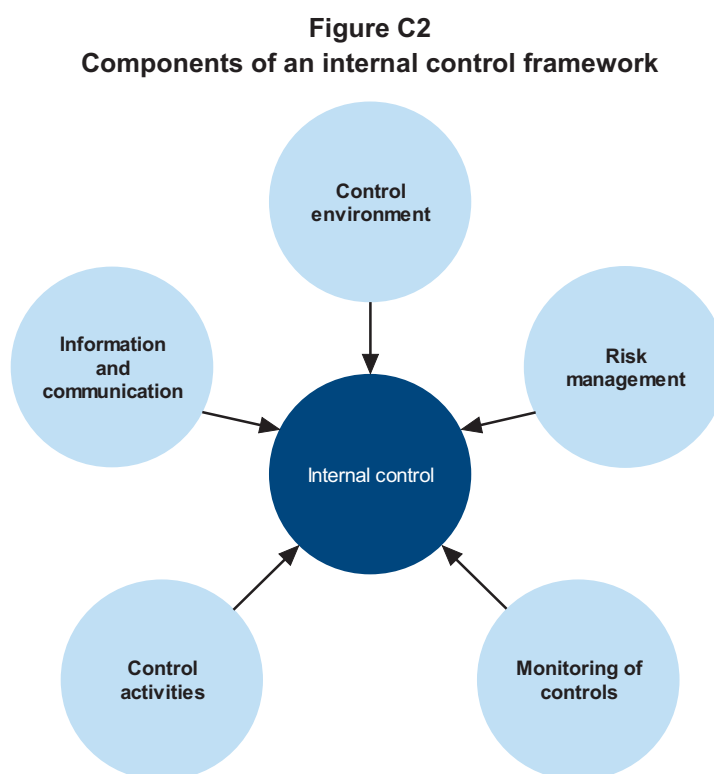 Figure C2
Components of an internal control framework
Control
environment
Information
and
communication
Risk
management
Internal control
Control
activities
Monitoring of
controls